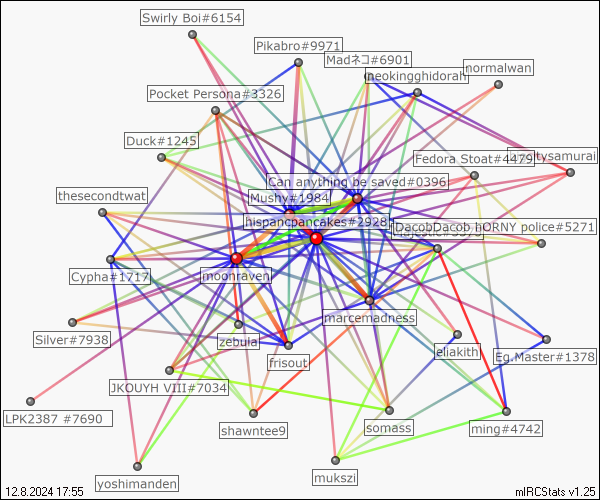 Swirly Boi#6154
Pikabro#9971
Madネコ#6901
neokingghidorah
normalwan
Pocket Persona#3326
Duck#1245
Fedora Stoat#4479
Can anything be saved#0396
thesecondtwat
Mushy#1984
hispancpancakes#2928
DacobDacob hORNY police#5271
Cypha#1717
moonraven
marcemadness
Silver#7938
zebula
frisout
eliakith
Eg.Master#1378
JKOUYH VIII#7034
LPK2387 #7690
shawntee9
somass
ming#4742
mukszi
yoshimanden
12.8.2024 17:55
mIRCStats v1.25